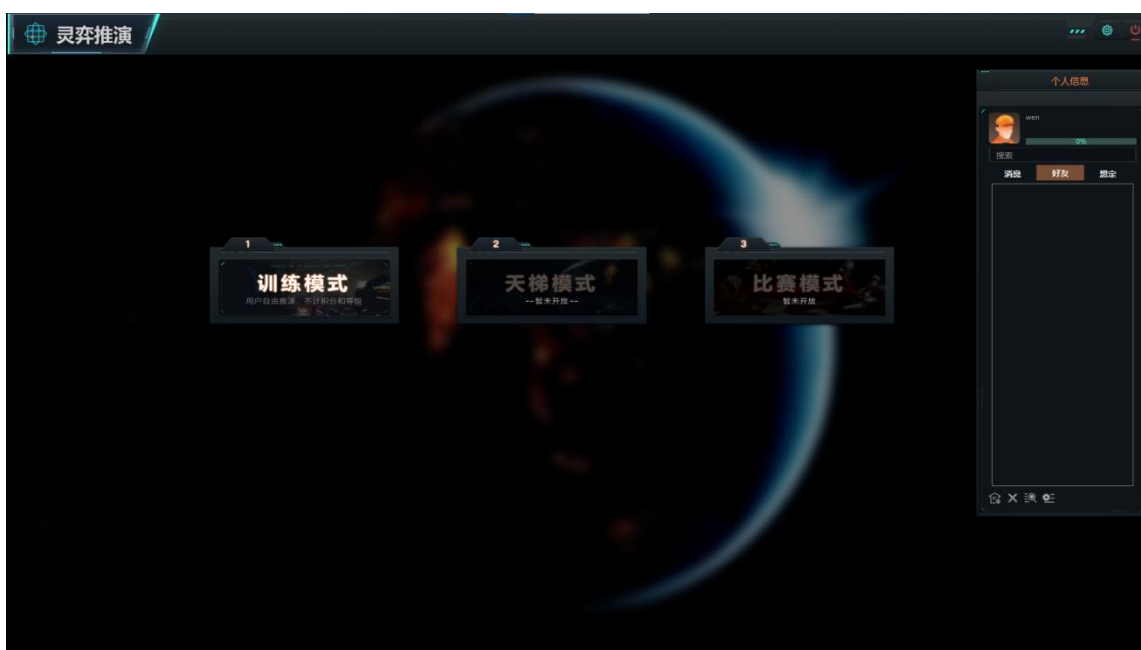 灵弈推演
个人信息
wen
0%
搜索
消息 好友 想定
1
训练模式
用户自由推演，不计积分和等级
2
天梯模式
--暂未开放--
3
比赛模式
暂未开放